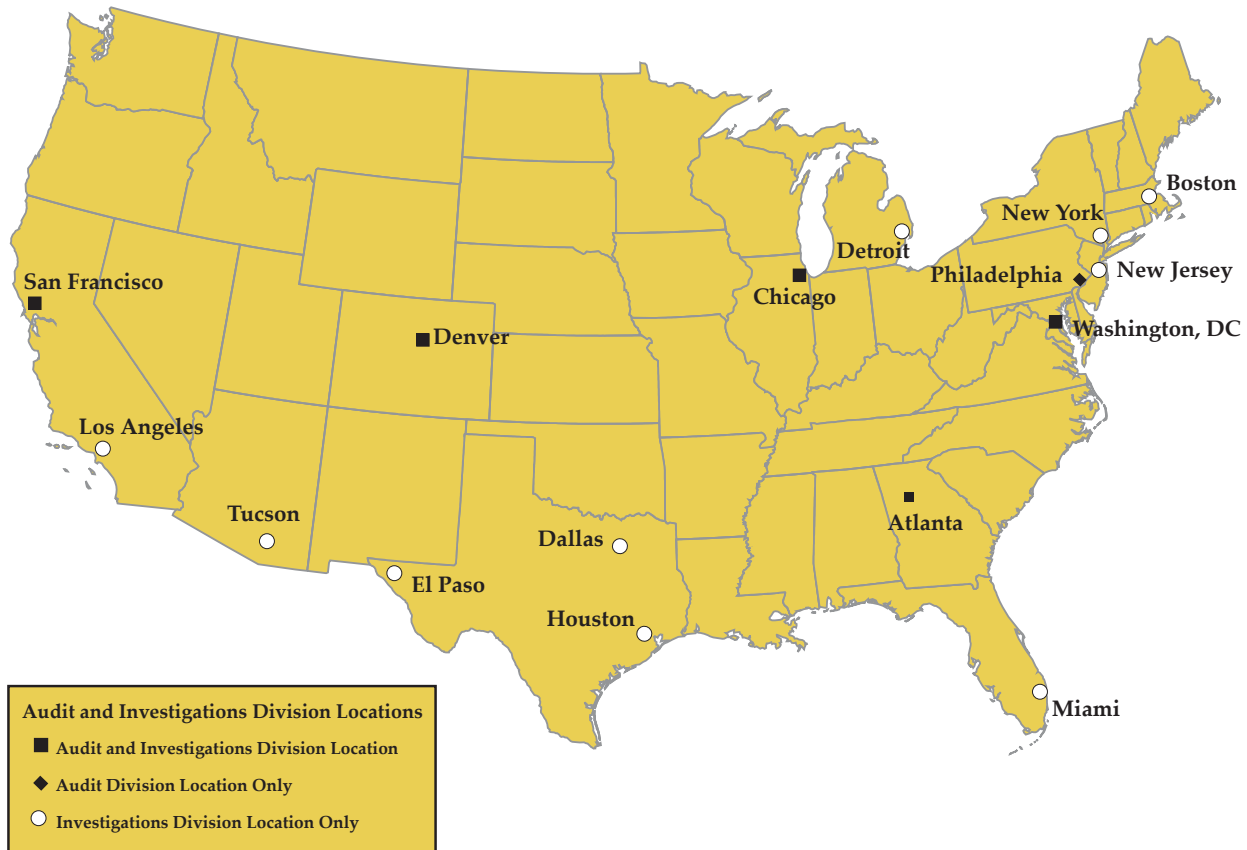 Boston
New York
Detroit
Philadelphia
New Jersey
San Francisco
Chicago
Washington, DC
Denver
Los Angeles
Tucson
Atlanta
Dallas
El Paso
Houston
Miami
Audit and Investigations Division Locations
Audit and Investigations Division Location
Audit Division Location Only
Investigations Division Location Only